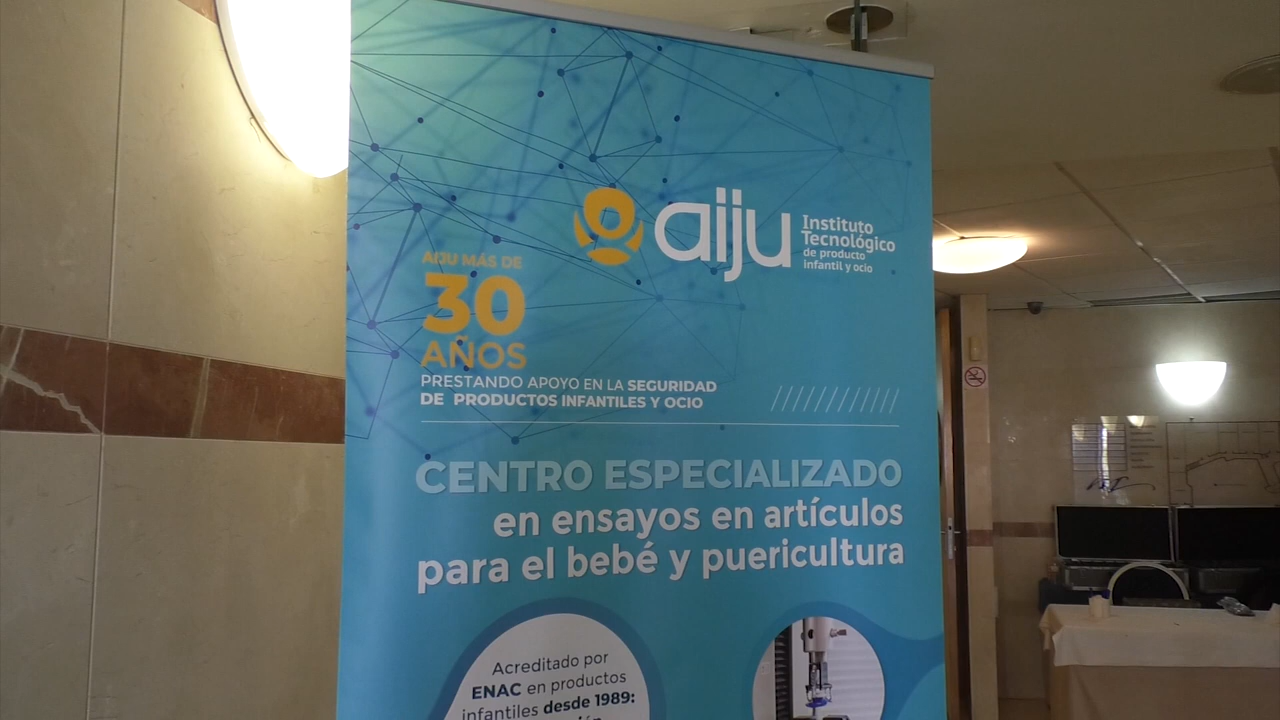 aiju
Instituto
Tecnológico
de producto
infantil y ocio
AIJU MÁS DE
30
AÑOS
PRESTANDO APOYO EN LA SEGURIDAD
DE PRODUCTOS INFANTILES Y OCIO
CENTRO ESPECIALIZADO
en ensayos en artículos
para el bebé y puericultura
Acreditado por
ENAC en productos
infantiles desde 1989: